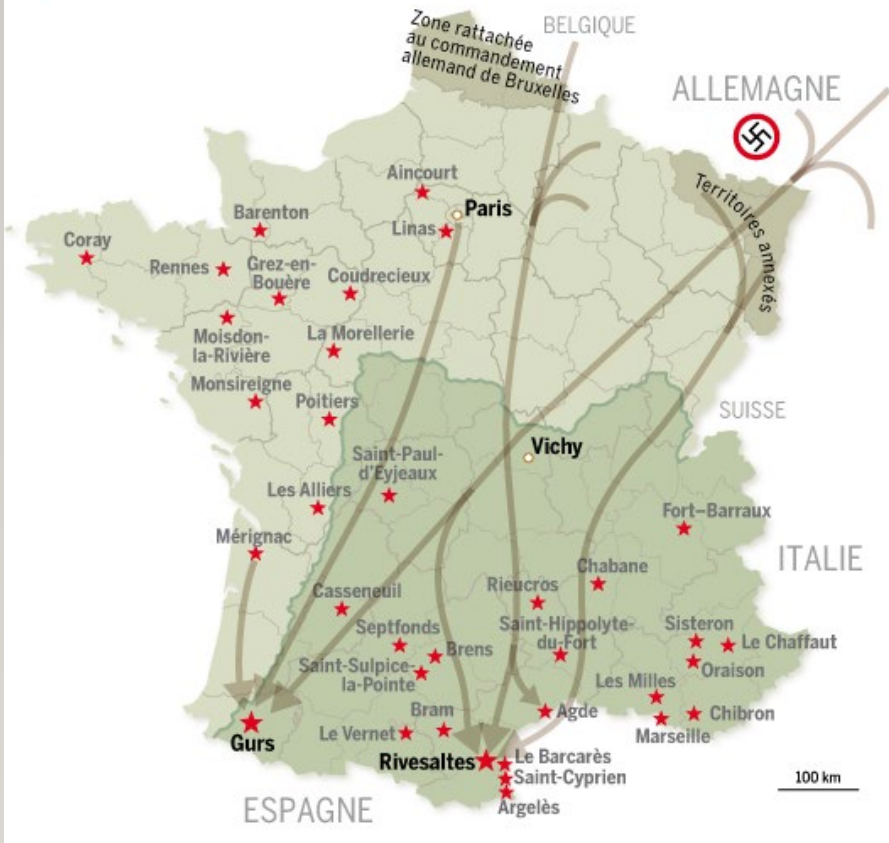 BELGIQUE
Zone rattachée
au commandement
allemand de Bruxelles
ALLEMAGNE
Territoires annexés
Aincourt
Paris
Linas
Barenton
Coray
Rennes
Grez-en-
Bouère
Coudrecieux
Moisdon-
la-Rivière
La Morellerie
Monsireigne
Poitiers
SUISSE
Vichy
Saint-Paul-
d'Eyjeaux
Les Alliers
Mérignac
Fort–Barraux
ITALIE
Chabane
Rieucros
Casseneuil
Saint-Hippolyte-
du-Fort
Septfonds
Brens
Saint-Sulpice-
la-Pointe
Sisteron
Le Chaffaut
Oraison
Les Milles
Chibron
Marseille
Agde
Bram
Le Vernet
Gurs
Rivesaltes
Le Barcarès
Saint-Cyprien
Argelès
ESPAGNE
100 km